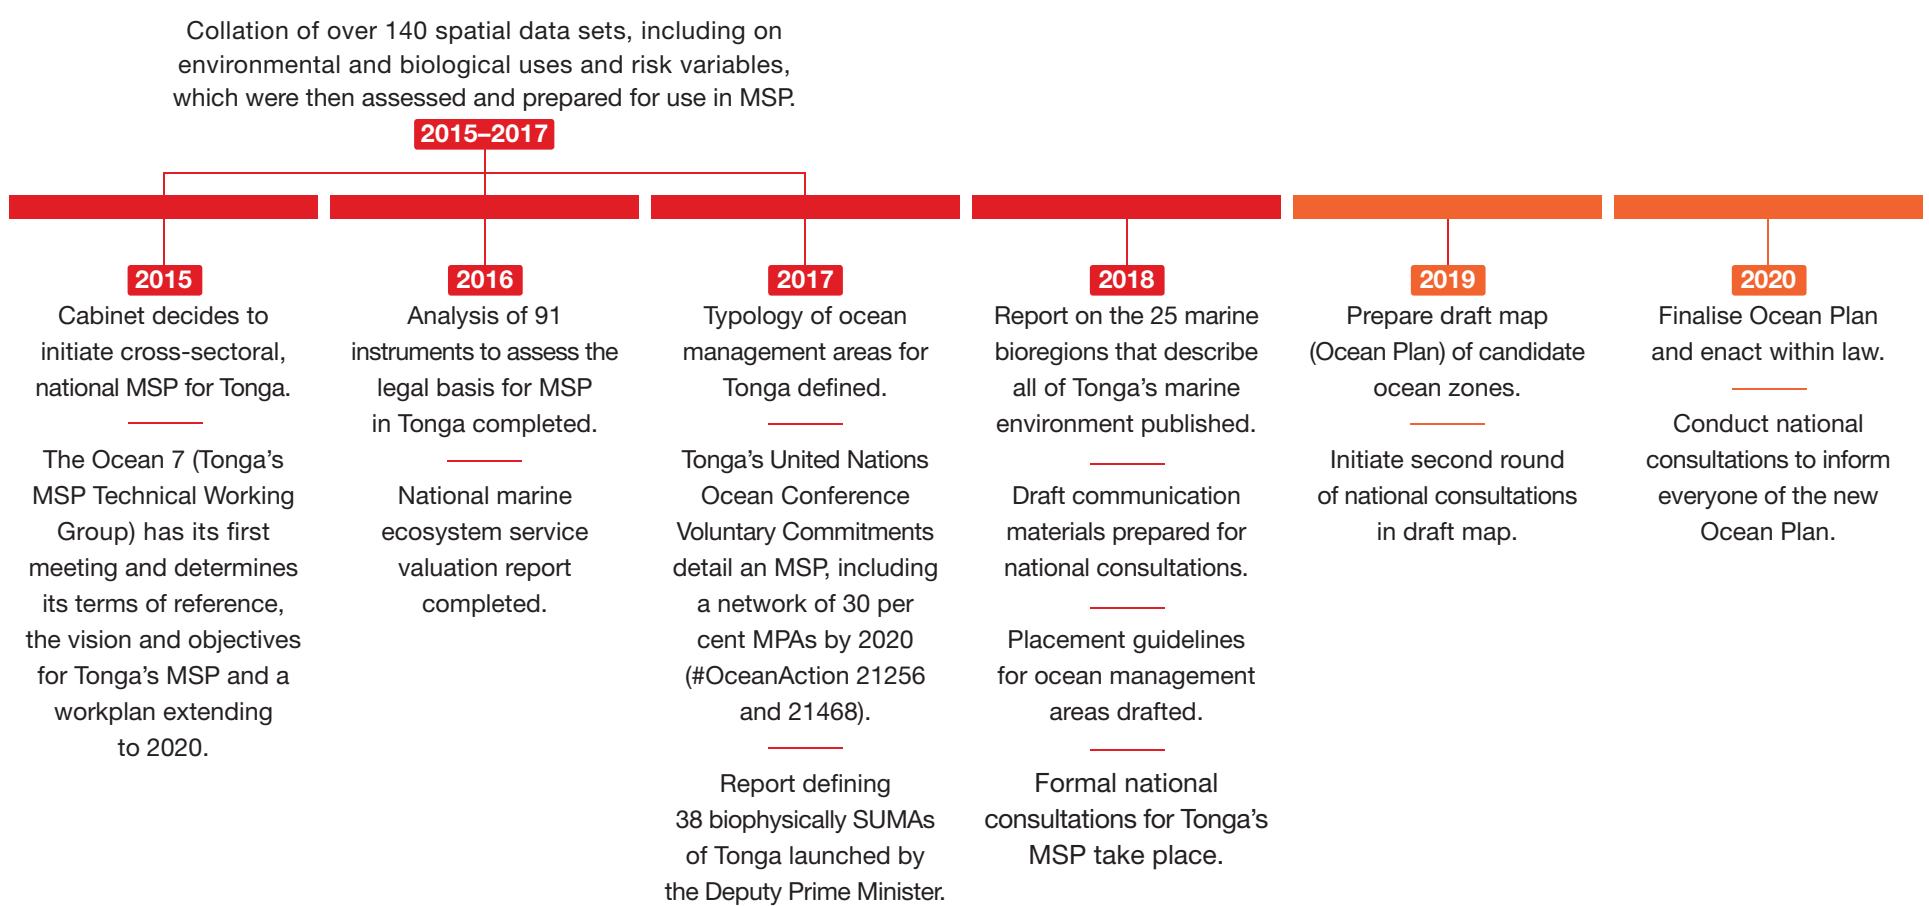 Collation of over 140 spatial data sets, including on
environmental and biological uses and risk variables,
which were then assessed and prepared for use in MSP.
2015–2017
2015
Cabinet decides to
initiate cross-sectoral,
national MSP for Tonga.
The Ocean 7 (Tonga’s
MSP Technical Working
Group) has its first
meeting and determines
its terms of reference,
the vision and objectives
for Tonga’s MSP and a
workplan extending
to 2020.
2016
Analysis of 91
instruments to assess the
legal basis for MSP
in Tonga completed.
National marine
ecosystem service
valuation report
completed.
2017
Typology of ocean
management areas for
Tonga defined.
Tonga’s United Nations
Ocean Conference
Voluntary Commitments
detail an MSP, including
a network of 30 per
cent MPAs by 2020
(#OceanAction 21256
and 21468).
Report defining
38 biophysically SUMAs
of Tonga launched by
the Deputy Prime Minister.
2018
Report on the 25 marine
bioregions that describe
all of Tonga’s marine
environment published.
Draft communication
materials prepared for
national consultations.
Placement guidelines
for ocean management
areas drafted.
Formal national
consultations for Tonga’s
MSP take place.
2019
Prepare draft map
(Ocean Plan) of candidate
ocean zones.
Initiate second round
of national consultations
in draft map.
2020
Finalise Ocean Plan
and enact within law.
Conduct national
consultations to inform
everyone of the new
Ocean Plan.